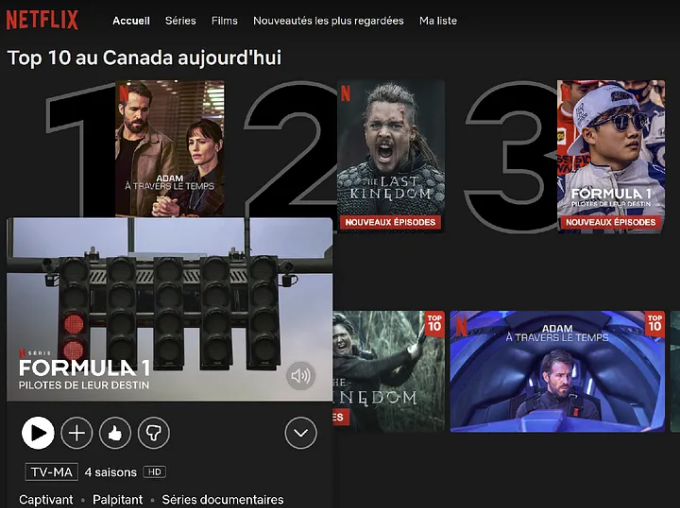 NETFLIX Accueil Séries Films Nouveautés les plus regardées Ma liste
Top 10 au Canada aujourd'hui
1 2 3
N
ADAM
À TRAVERS LE TEMPS
N
THE LAST
KINGDOM
NOUVEAUX ÉPISODES
FORMULA 1
PILOTES DE LEUR DESTIN
NOUVEAUX ÉPISODES
N SÉRIE
FORMULA 1
PILOTES DE LEUR DESTIN
TOP
10
HE
NGDOM
ES
N
ADAM
À TRAVERS LE TEMPS
TOP
10
TV-MA 4 saisons HD
Captivant • Palpitant • Séries documentaires